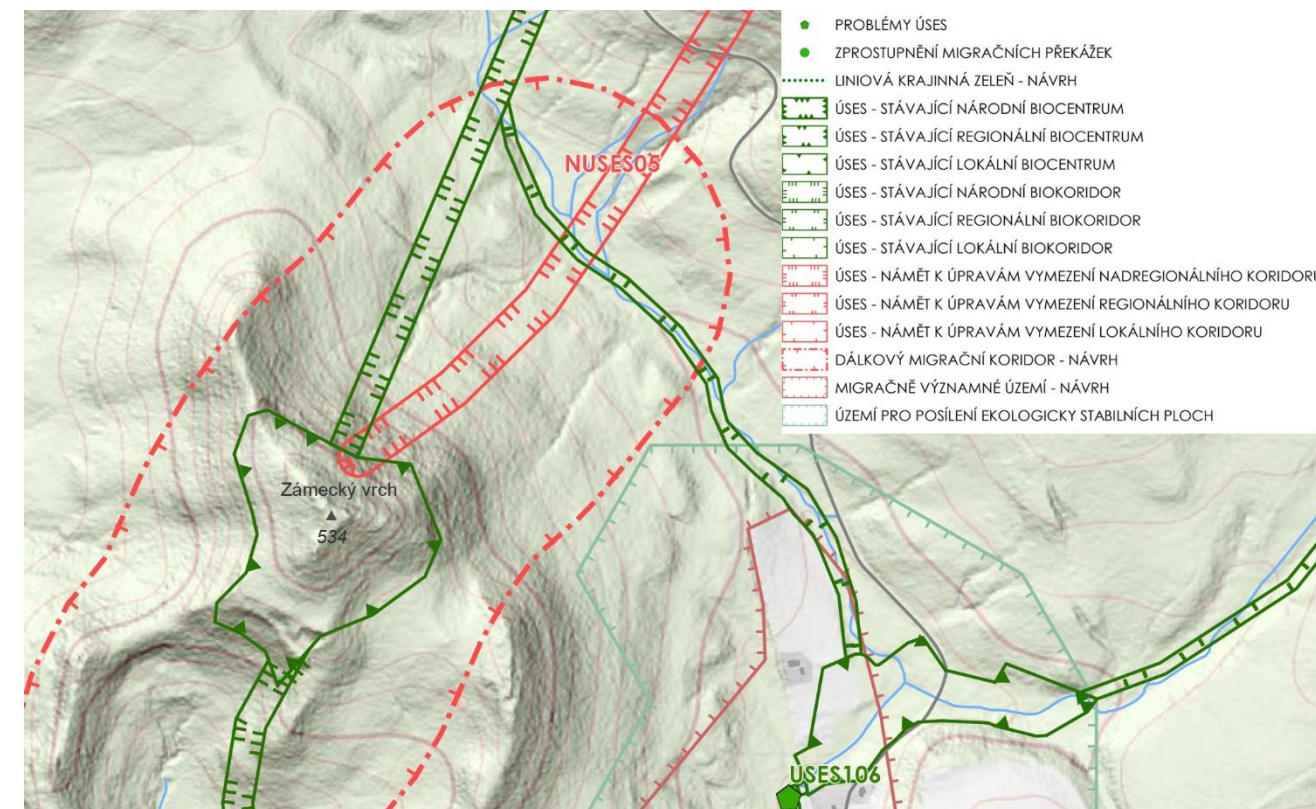 PROBLÉMY ÚSES
ZPROSTUPNĚNÍ MIGRAČNÍCH PŘEKÁŽEK
LINIOVÁ KRAJINNÁ ZELEŇ - NÁVRH
ÚSES - STÁVAJÍCÍ NÁRODNÍ BIOCENTRUM
ÚSES - STÁVAJÍCÍ REGIONÁLNÍ BIOCENTRUM
ÚSES - STÁVAJÍCÍ LOKÁLNÍ BIOCENTRUM
ÚSES - STÁVAJÍCÍ NÁRODNÍ BIOKORIDOR
ÚSES - STÁVAJÍCÍ REGIONÁLNÍ BIOKORIDOR
ÚSES - STÁVAJÍCÍ LOKÁLNÍ BIOKORIDOR
ÚSES - NÁMĚT K ÚPRAVÁM VYMEZENÍ NADREGIONÁLNÍHO KORIDORU
ÚSES - NÁMĚT K ÚPRAVÁM VYMEZENÍ REGIONÁLNÍHO KORIDORU
ÚSES - NÁMĚT K ÚPRAVÁM VYMEZENÍ LOKÁLNÍHO KORIDORU
DÁLKOVÝ MIGRAČNÍ KORIDOR - NÁVRH
MIGRAČNĚ VÝZNAMNÉ ÚZEMÍ - NÁVRH
ÚZEMÍ PRO POSÍLENÍ EKOLOGICKY STABILNÍCH PLOCH
NUSES05
Zámecký vrch
534
USES106